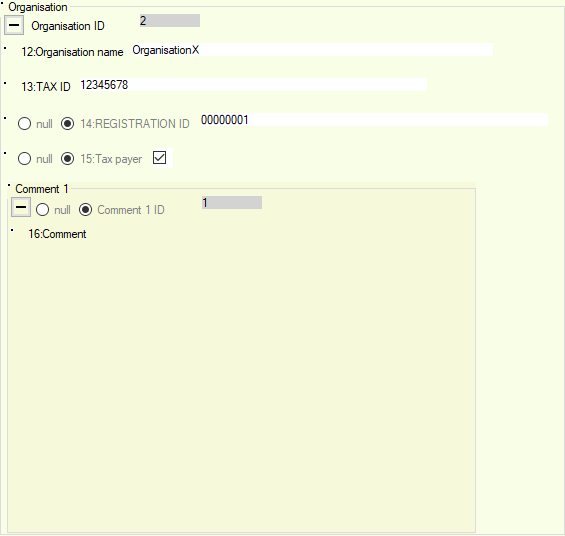 Organisation
Organisation ID 2
12:Organisation name OrganisationX
13:TAX ID 12345678
null 14:REGISTRATION ID 00000001
null 15:Tax payer
Comment 1
null Comment 1 ID 1
16:Comment